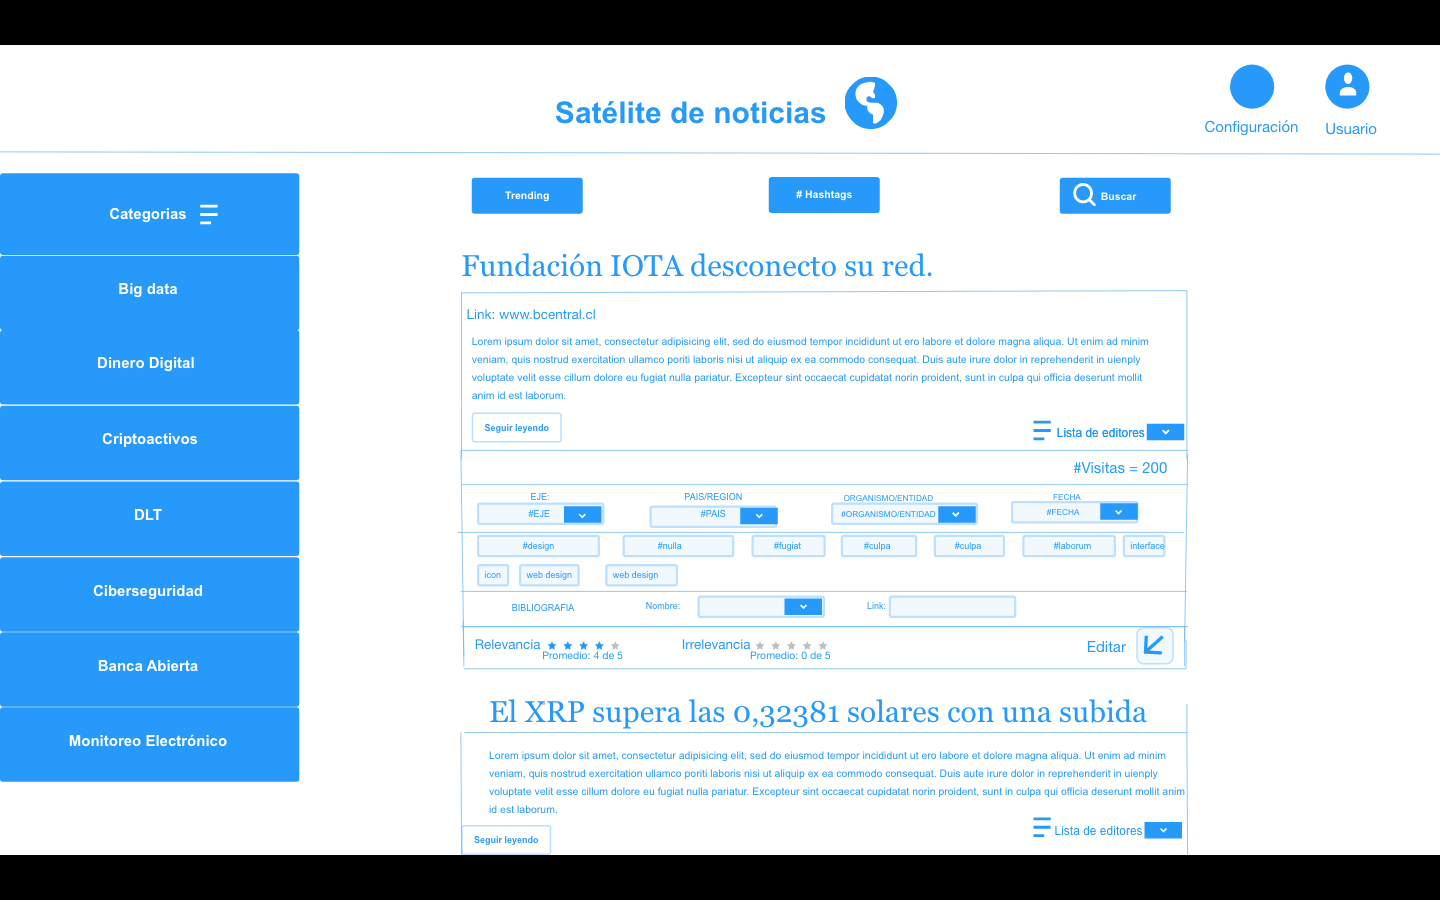 Satélite de noticias
Configuración
Usuario
Categorias
Big data
Dinero Digital
Criptoactivos
DLT
Ciberseguridad
Banca Abierta
Monitoreo Electrónico
Trending
# Hashtags
Buscar
Fundación IOTA desconecto su red.
Link: www.bcentral.cl
Lorem ipsum dolor sit amet, consectetur adipisicing elit, sed do eiusmod tempor incididunt ut ero labore et dolore magna aliqua. Ut enim ad minim
veniam, quis nostrud exercitation ullamco poriti laboris nisi ut aliquip ex ea commodo consequat. Duis aute irure dolor in reprehenderit in uienply
voluptate velit esse cillum dolore eu fugiat nulla pariatur. Excepteur sint occaecat cupidatat norin proident, sunt in culpa qui officia deserunt mollit
anim id est laborum.
Seguir leyendo
Lista de editores
#Visitas = 200
EJE:
PAIS/REGION
ORGANISMO/ENTIDAD
FECHA
#EJE
#PAIS
#ORGANISMO/ENTIDAD
#FECHA
#design
#nulla
#fugiat
#culpa
#culpa
#laborum
interface
icon
web design
web design
BIBLIOGRAFIA
Nombre:
Link:
Relevancia
Promedio: 4 de 5
Irrelevancia
Promedio: 0 de 5
Editar
El XRP supera las 0,32381 solares con una subida
Lorem ipsum dolor sit amet, consectetur adipisicing elit, sed do eiusmod tempor incididunt ut ero labore et dolore magna aliqua. Ut enim ad minim
veniam, quis nostrud exercitation ullamco poriti laboris nisi ut aliquip ex ea commodo consequat. Duis aute irure dolor in reprehenderit in uienply
voluptate velit esse cillum dolore eu fugiat nulla pariatur. Excepteur sint occaecat cupidatat norin proident, sunt in culpa qui officia deserunt mollit anim
id est laborum.
Seguir leyendo
Lista de editores